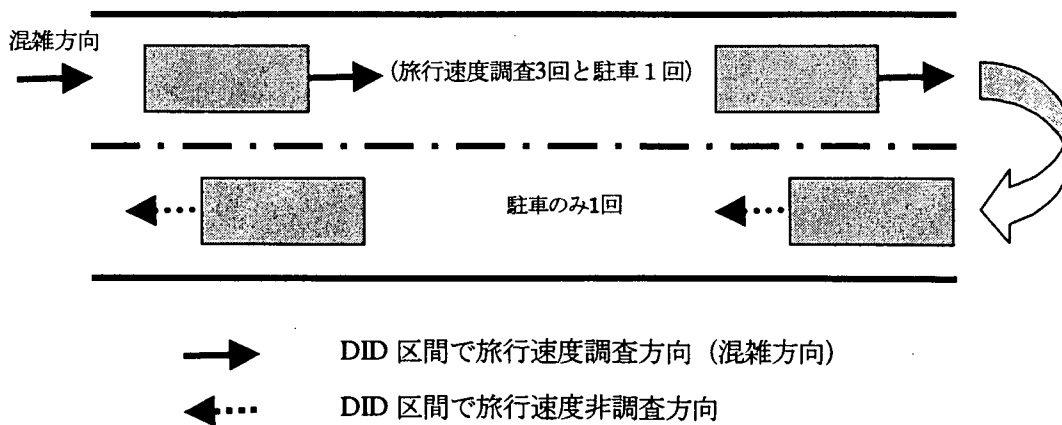 混雑方向
(旅行速度調査3回と駐車1回)
駐車のみ1回
DID 区間で旅行速度調査方向（混雑方向）
DID 区間で旅行速度非調査方向